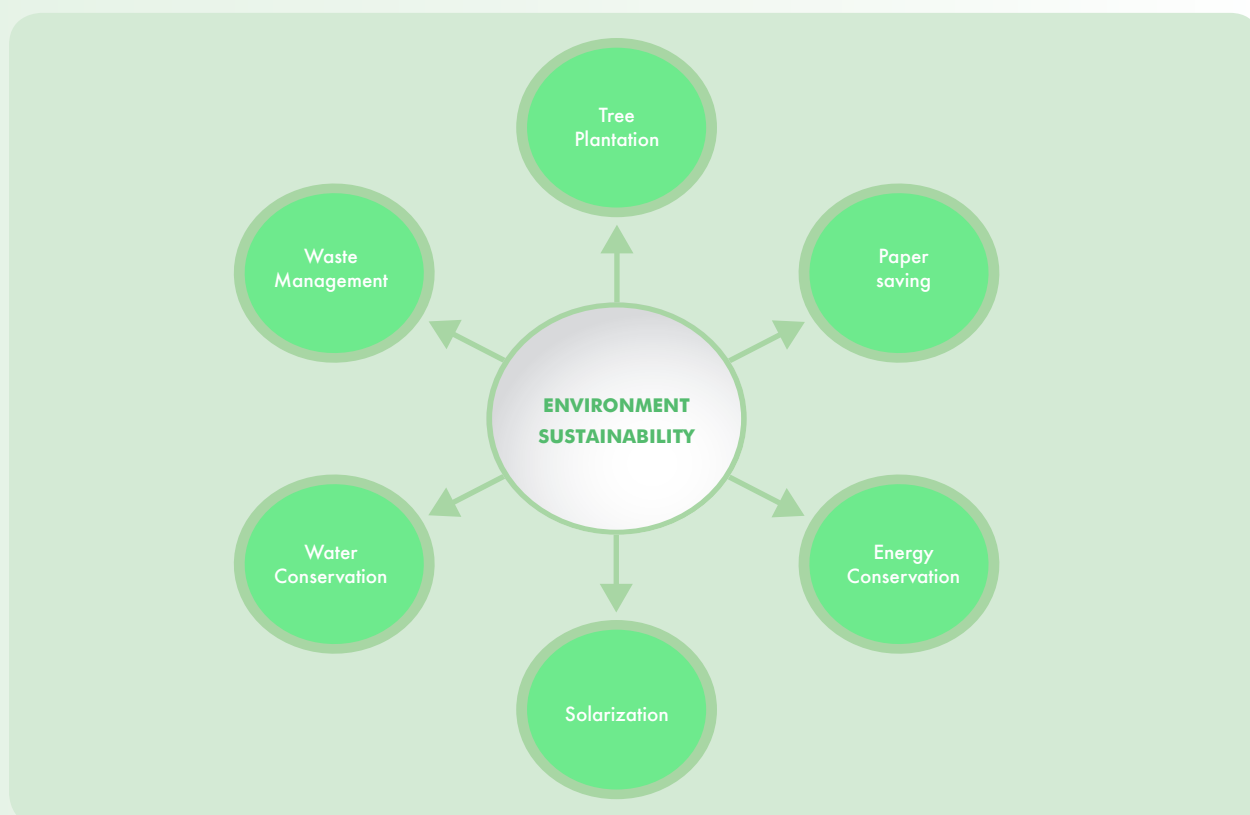 Tree
Plantation
Waste
Management
Paper
saving
ENVIRONMENT
SUSTAINABILITY
Water
Conservation
Energy
Conservation
Solarization